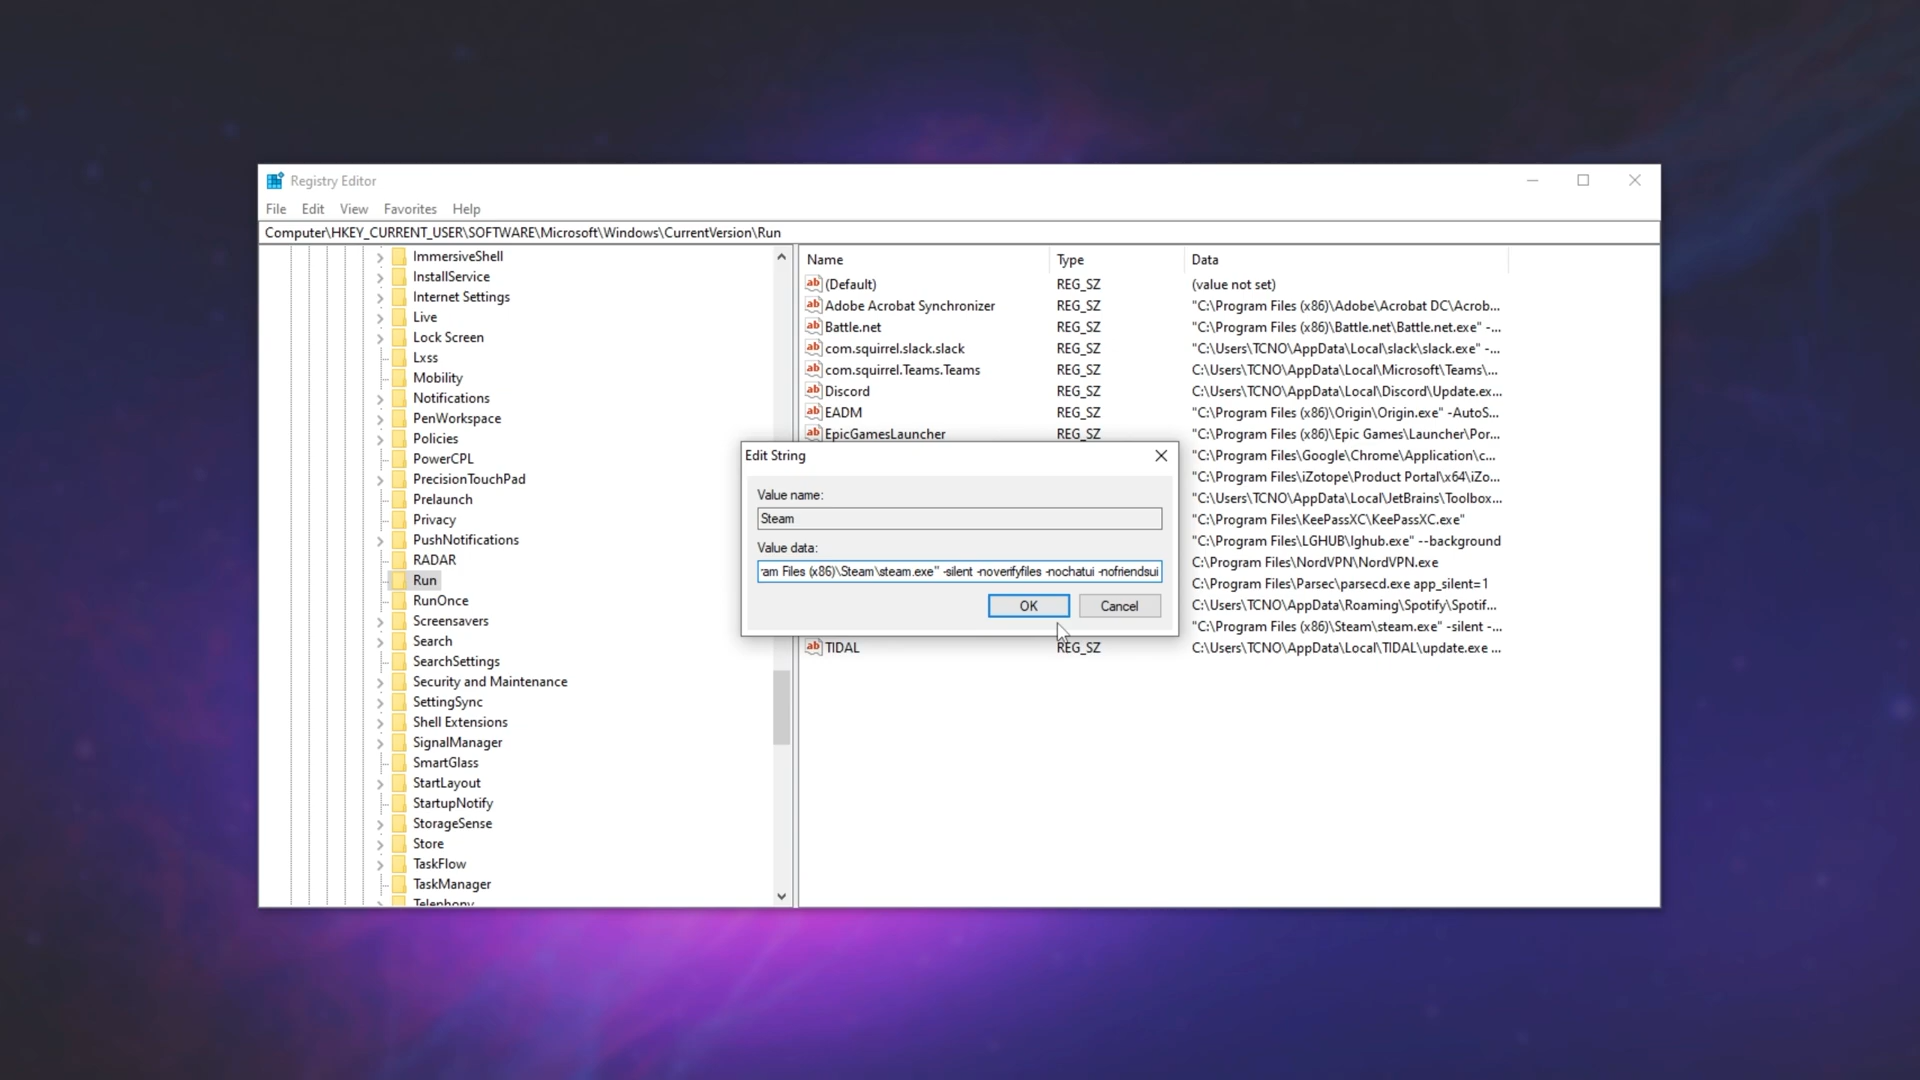 Registry Editor
File Edit View Favorites Help
Computer\HKEY_CURRENT_USER\SOFTWARE\Microsoft\Windows\CurrentVersion\Run
ImmersiveShell
InstallService
Internet Settings
Live
Lock Screen
Lxss
Mobility
Notifications
PenWorkspace
Policies
PowerCPL
PrecisionTouchPad
Prelaunch
Privacy
PushNotifications
RADAR
Run
RunOnce
Screensavers
Search
SearchSettings
Security and Maintenance
SettingSync
Shell Extensions
SignalManager
SmartGlass
StartLayout
StartupNotify
StorageSense
Store
TaskFlow
TaskManager
Telephony
Name Type Data
(Default) REG_SZ (value not set)
Adobe Acrobat Synchronizer REG_SZ "C:\Program Files (x86)\Adobe\Acrobat DC\Acrob...
Battle.net REG_SZ "C:\Program Files (x86)\Battle.net\Battle.net.exe" -...
com.squirrel.slack.slack REG_SZ "C:\Users\TCNO\AppData\Local\slack\slack.exe" -...
com.squirrel.Teams.Teams REG_SZ C:\Users\TCNO\AppData\Local\Microsoft\Teams\...
Discord REG_SZ C:\Users\TCNO\AppData\Local\Discord\Update.ex...
EADM REG_SZ "C:\Program Files (x86)\Origin\Origin.exe" -AutoS...
EpicGamesLauncher REG_SZ "C:\Program Files (x86)\Epic Games\Launcher\Por...
"C:\Program Files\Google\Chrome\Application\c...
"C:\Program Files\iZotope\Product Portal\x64\iZo...
"C:\Users\TCNO\AppData\Local\JetBrains\Toolbox...
"C:\Program Files\KeePassXC\KeePassXC.exe"
"C:\Program Files\LGHUB\lghub.exe" --background
C:\Program Files\NordVPN\NordVPN.exe
C:\Program Files\Parsec\parsecd.exe app_silent=1
C:\Users\TCNO\AppData\Roaming\Spotify\Spotif...
"C:\Program Files (x86)\Steam\steam.exe" -silent -...
TIDAL REG_SZ C:\Users\TCNO\AppData\Local\TIDAL\update.exe ...
Edit String
Value name:
Steam
Value data:
ram Files (x86)\Steam\steam.exe" -silent -noverifyfiles -nochatui -nofriendsui
OK Cancel